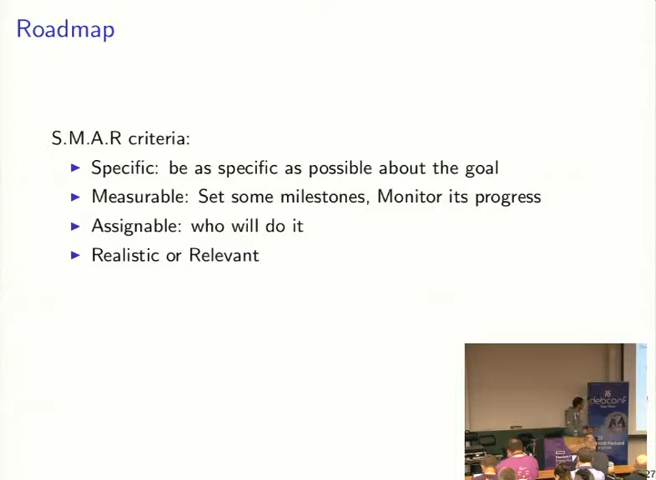 Roadmap
S.M.A.R criteria:
Specific: be as specific as possible about the goal
Measurable: Set some milestones, Monitor its progress
Assignable: who will do it
Realistic or Relevant
debconf
27